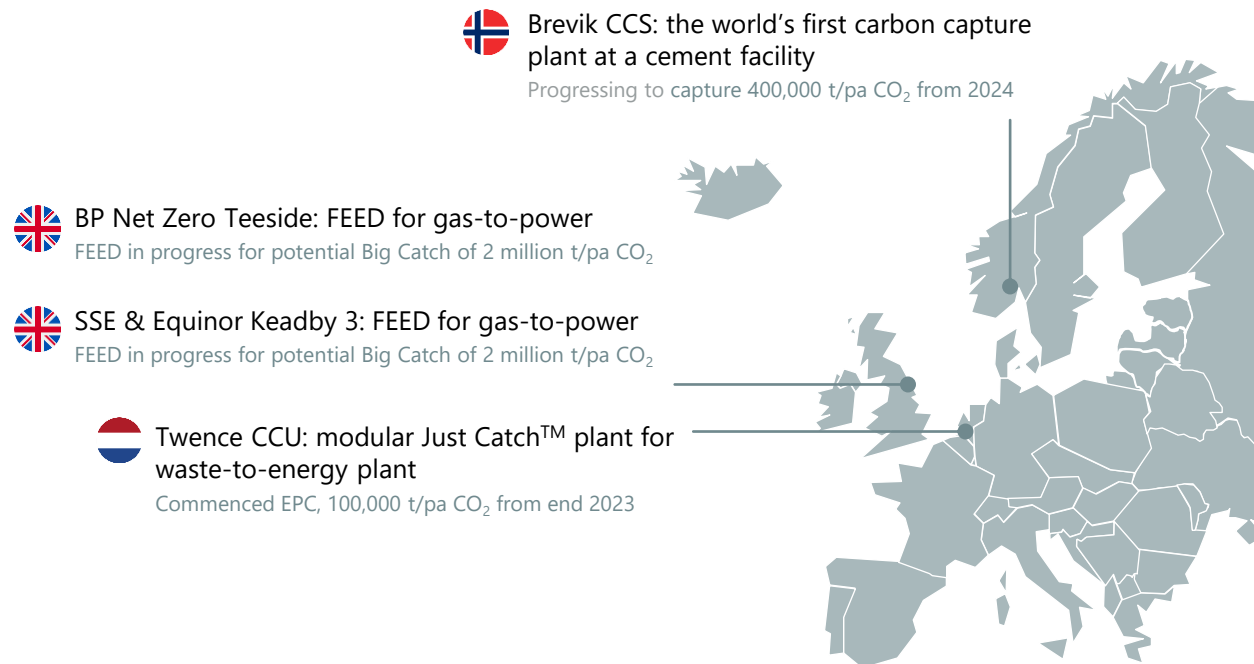 Brevik CCS: the world’s first carbon capture
plant at a cement facility
Progressing to capture 400,000 t/pa CO₂ from 2024
BP Net Zero Teeside: FEED for gas-to-power
FEED in progress for potential Big Catch of 2 million t/pa CO₂
SSE & Equinor Keadby 3: FEED for gas-to-power
FEED in progress for potential Big Catch of 2 million t/pa CO₂
Twence CCU: modular Just Catch™ plant for
waste-to-energy plant
Commenced EPC, 100,000 t/pa CO₂ from end 2023